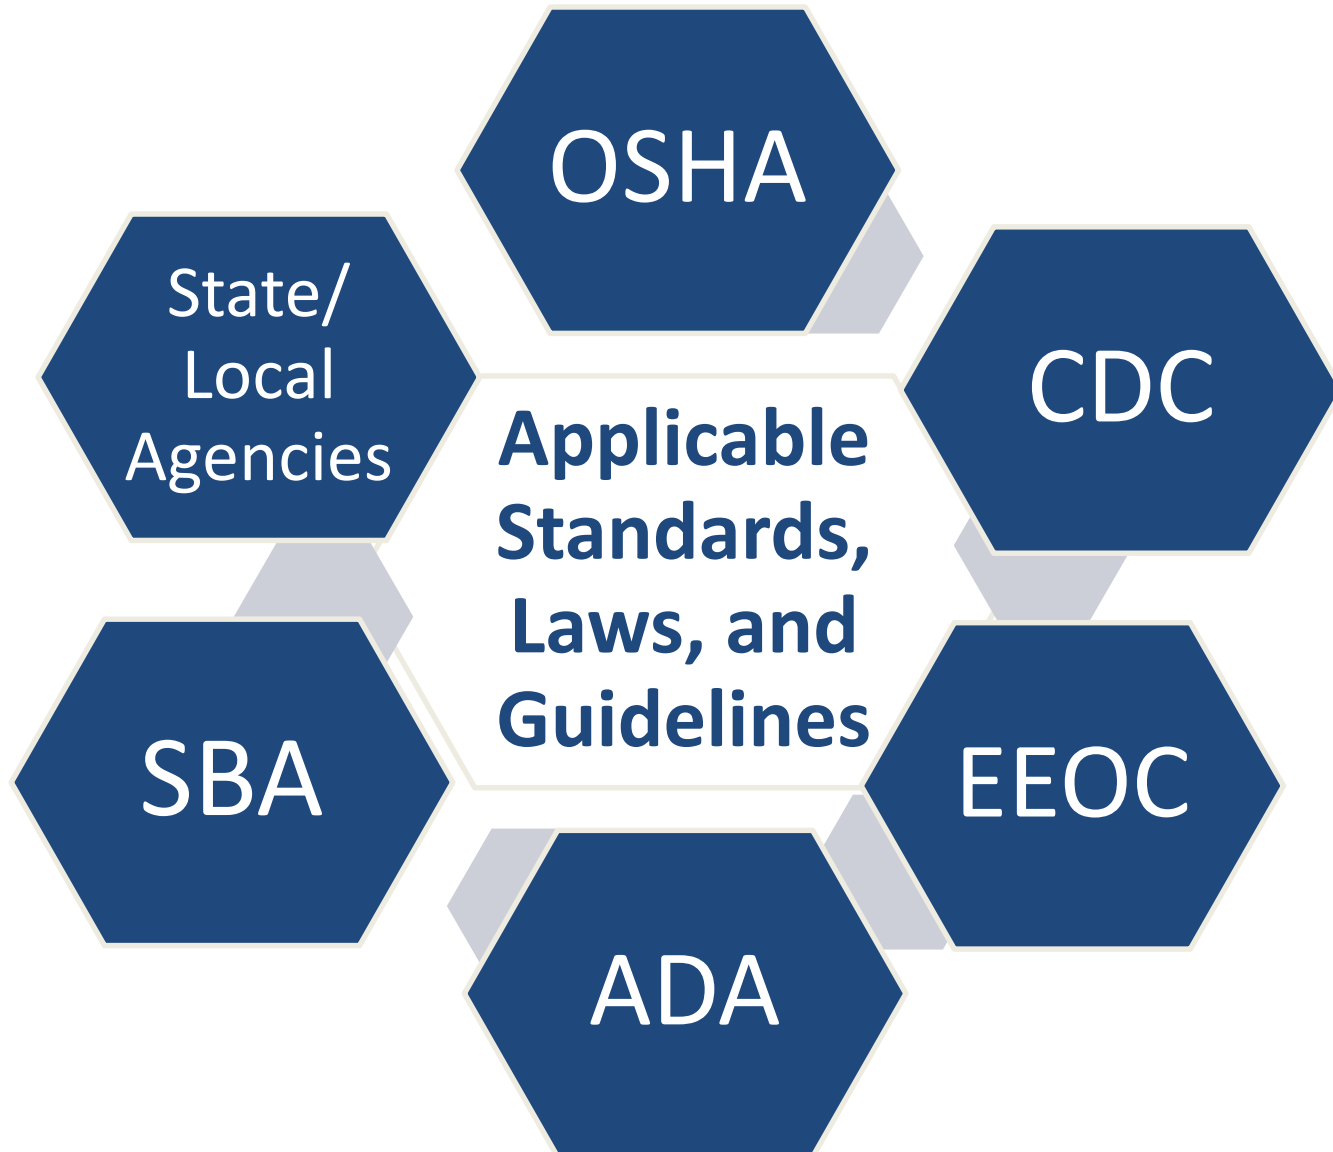 OSHA
CDC
EEOC
ADA
SBA
State/
Local
Agencies
Applicable
Standards,
Laws, and
Guidelines